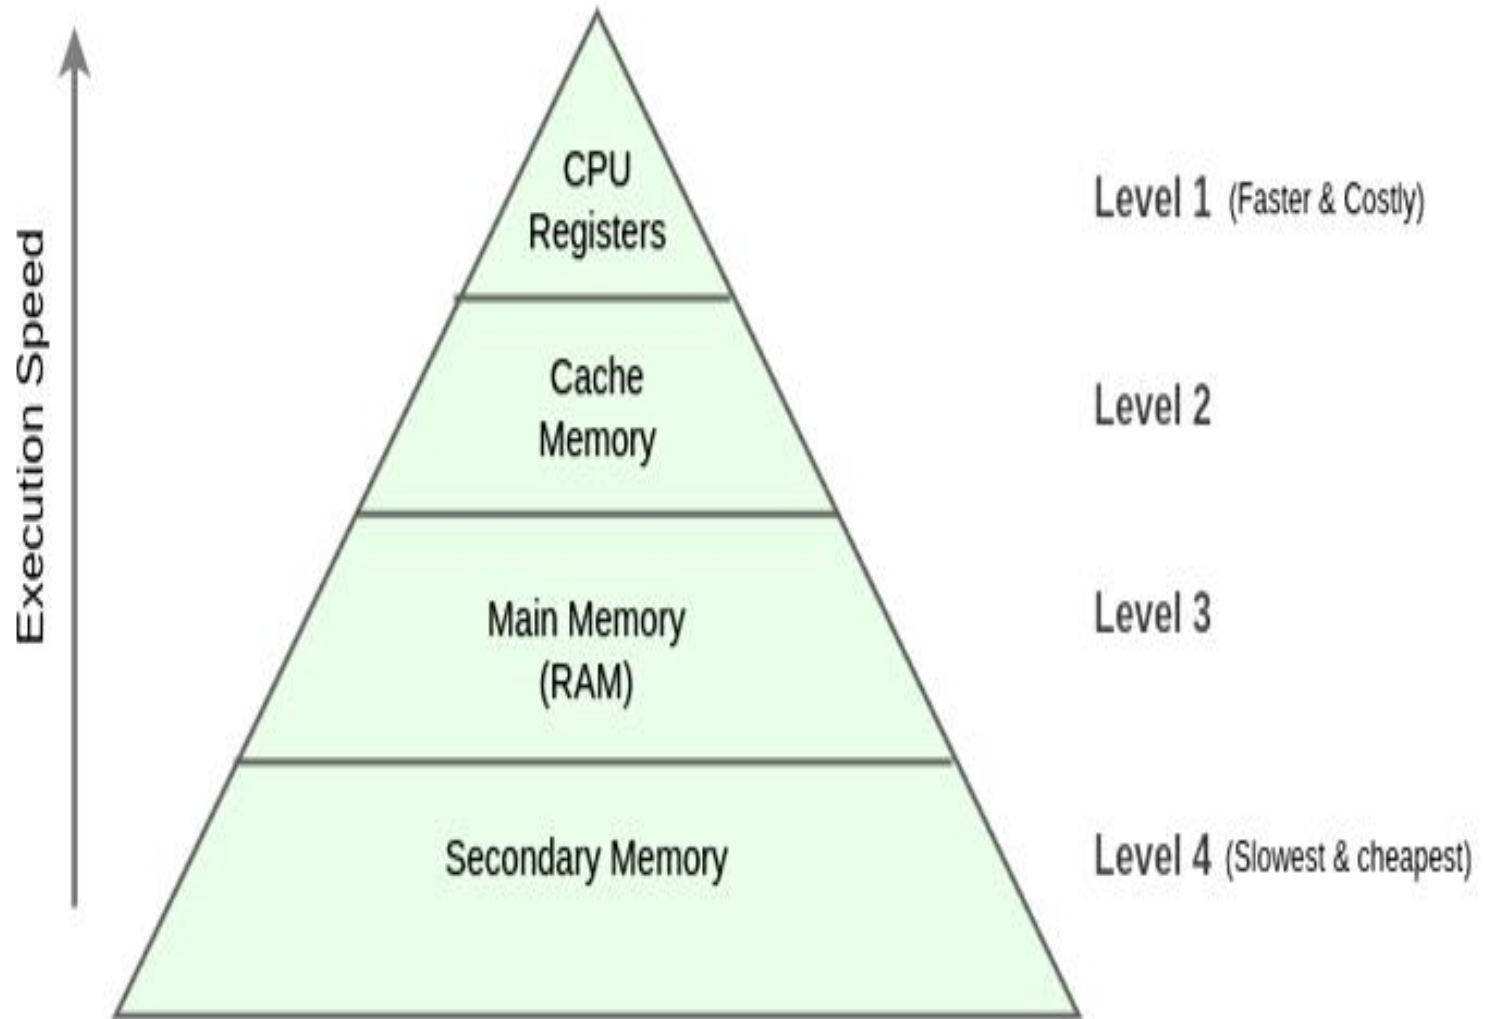 Execution Speed
CPU
Registers
Level 1 (Faster & Costly)
Cache
Memory
Level 2
Main Memory
(RAM)
Level 3
Secondary Memory
Level 4 (Slowest & cheapest)